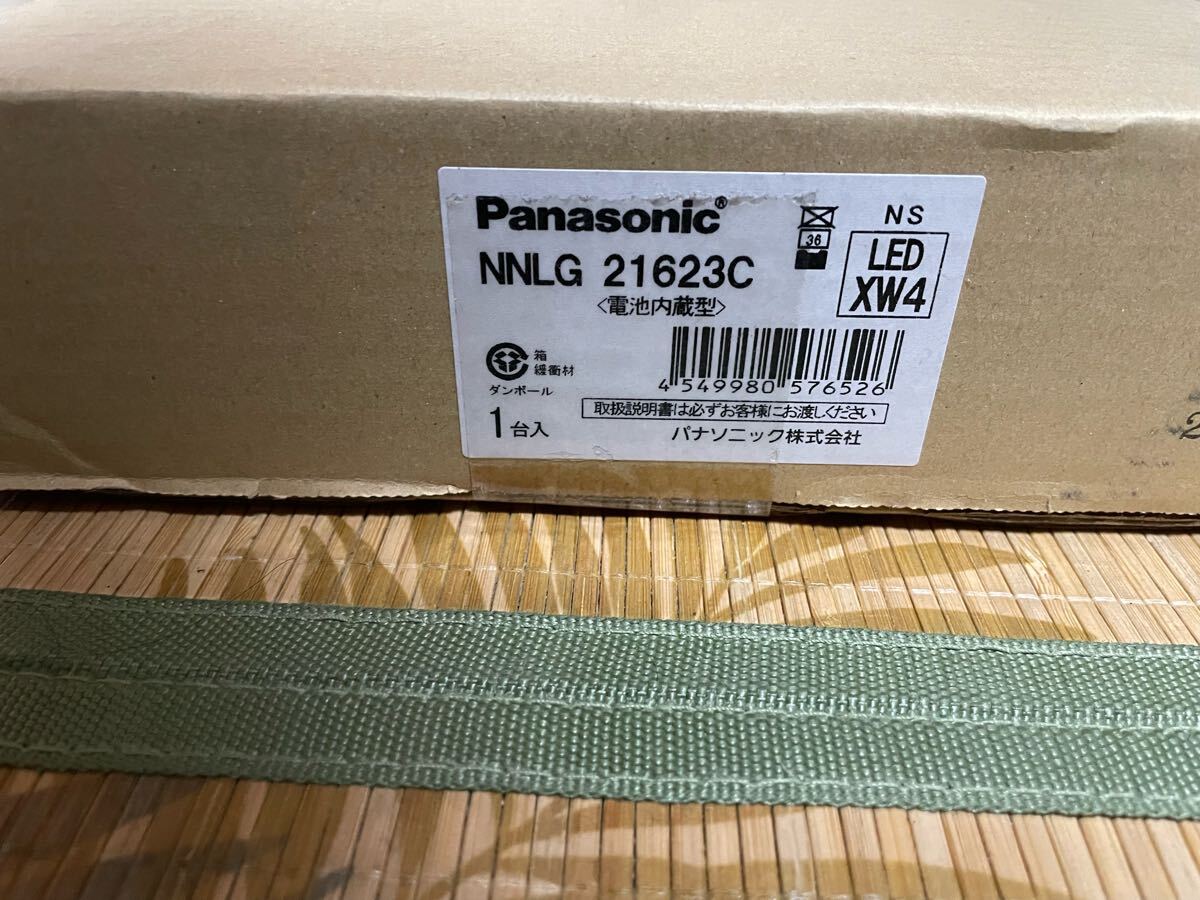 Panasonic®
NS
36
LED
XW4
NNLG 21623C
<電池内蔵型>
箱
緩衝材
ダンボール
4 549980 576526
取扱説明書は必ずお客様にお渡しください
1台入
パナソニック株式会社
2